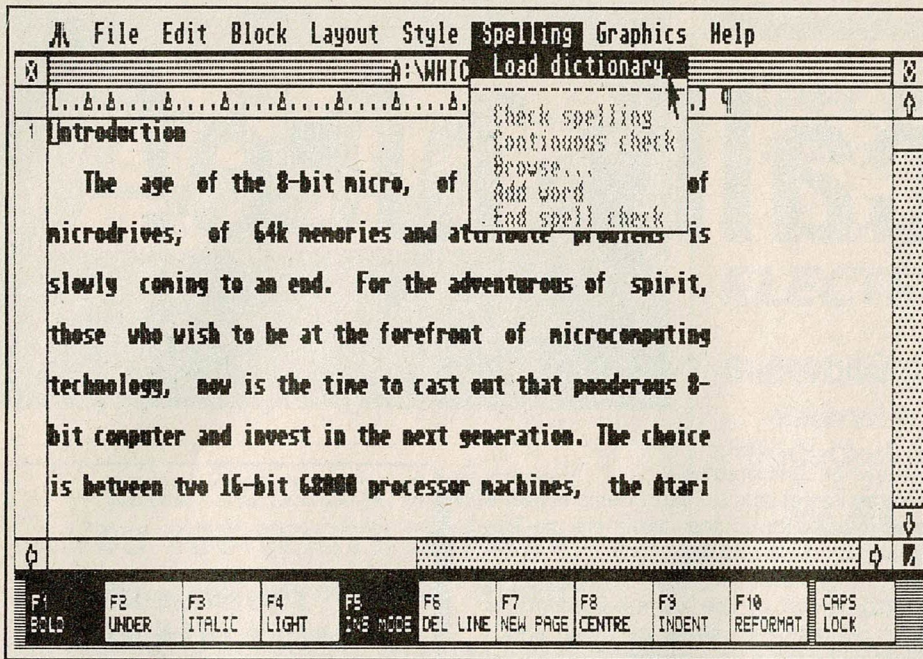 File Edit Block Layout Style Spelling Graphics Help
A:\WHIC
Load dictionary
Check spelling
Continuous check
Browse...
Add word
End spell check
[..........................] ¶
1 Introduction
The age of the 8-bit micro, of of
microdrives, of 64k memories and attribute problems is
slowly coming to an end. For the adventurous of spirit,
those who wish to be at the forefront of microcomputing
technology, now is the time to cast out that ponderous 8-
bit computer and invest in the next generation. The choice
is between two 16-bit 68000 processor machines, the Atari
F1 BOLD F2 UNDER F3 ITALIC F4 LIGHT F5 INS MODE F6 DEL LINE F7 NEW PAGE F8 CENTRE F9 INDENT F10 REFORMAT CAPS LOCK